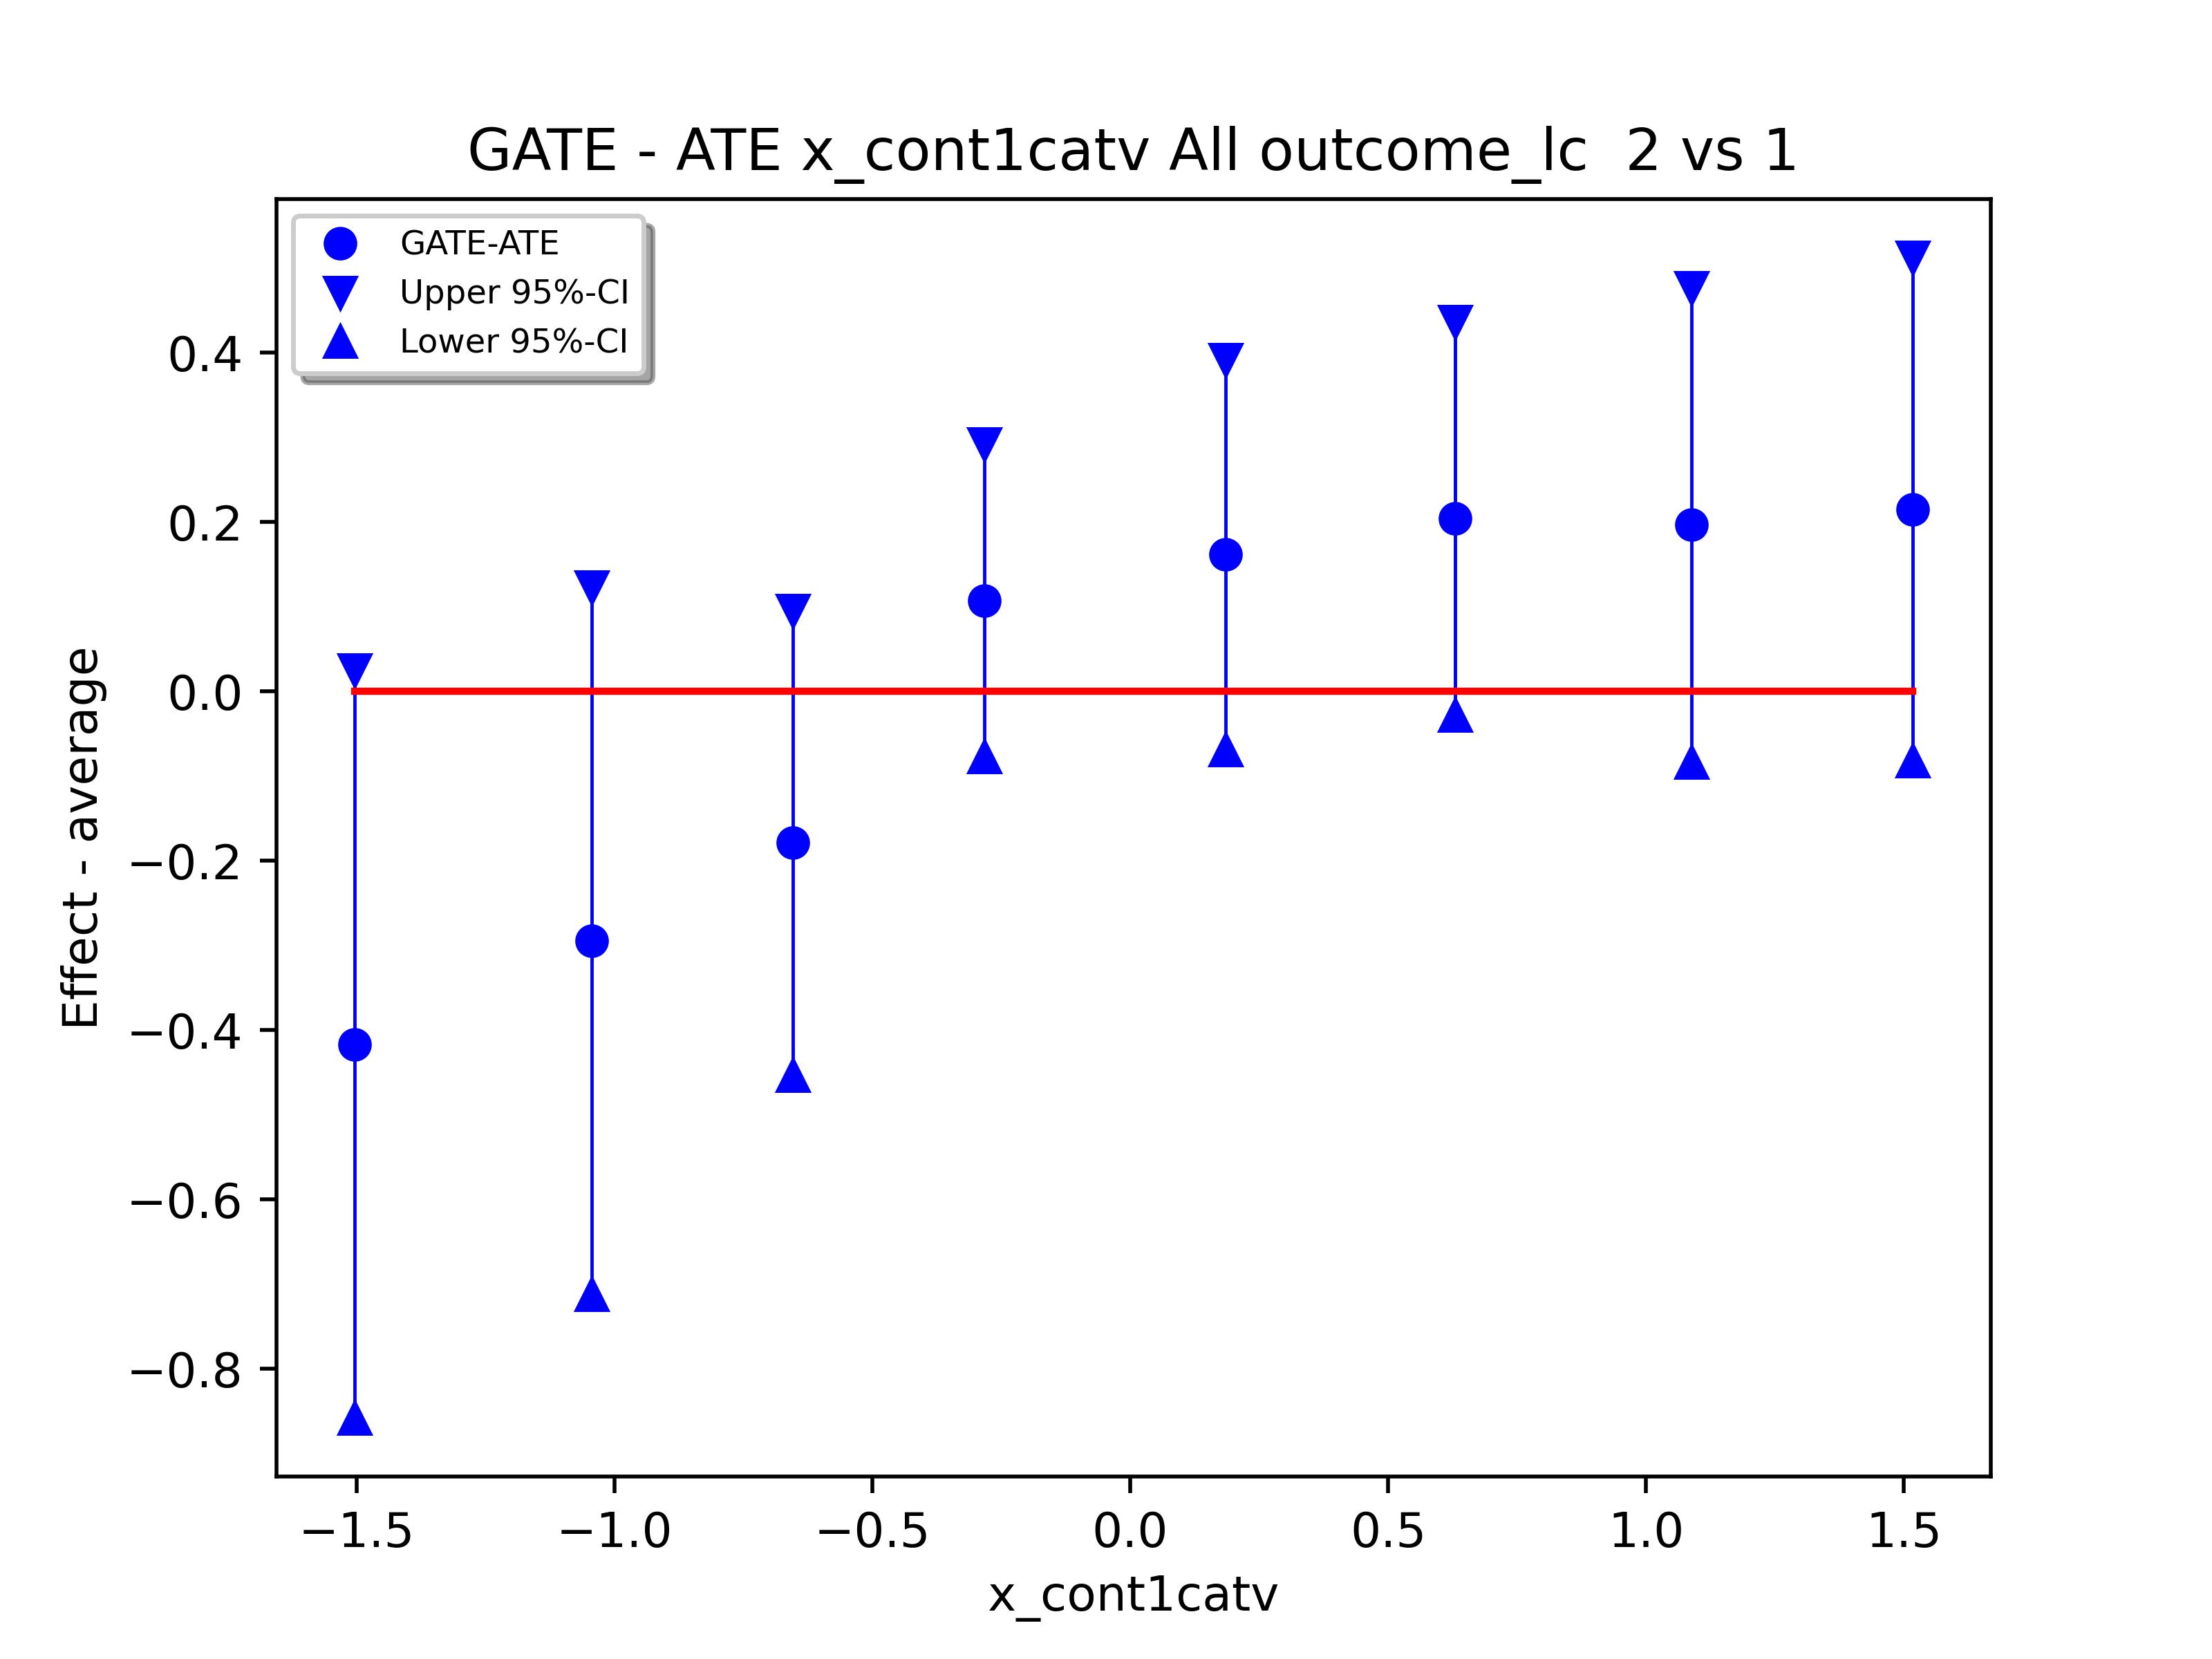 GATE - ATE x_cont1catv All outcome_lc  2 vs 1
GATE-ATE
Upper 95%-CI
Lower 95%-CI
0.4
0.2
0.0
−0.2
−0.4
−0.6
−0.8
Effect - average
−1.5 −1.0 −0.5 0.0 0.5 1.0 1.5
x_cont1catv